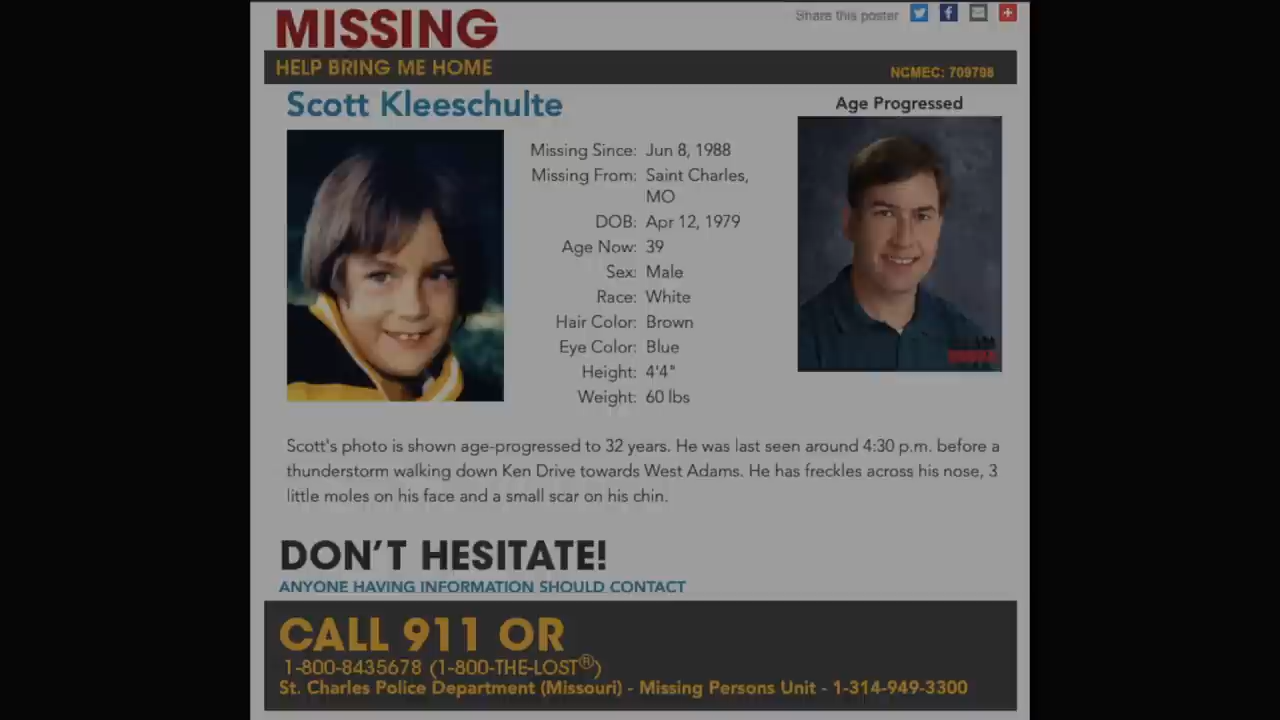 MISSING
Share this poster
HELP BRING ME HOME
NCMEC: 709798
Scott Kleeschulte
Age Progressed
Missing Since: Jun 8, 1988
Missing From: Saint Charles,
MO
DOB: Apr 12, 1979
Age Now: 39
Sex: Male
Race: White
Hair Color: Brown
Eye Color: Blue
Height: 4'4"
Weight: 60 lbs
Scott's photo is shown age-progressed to 32 years. He was last seen around 4:30 p.m. before a
thunderstorm walking down Ken Drive towards West Adams. He has freckles across his nose, 3
little moles on his face and a small scar on his chin.
DON'T HESITATE!
ANYONE HAVING INFORMATION SHOULD CONTACT
CALL 911 OR
1-800-8435678 (1-800-THE-LOST®)
St. Charles Police Department (Missouri) - Missing Persons Unit - 1-314-949-3300